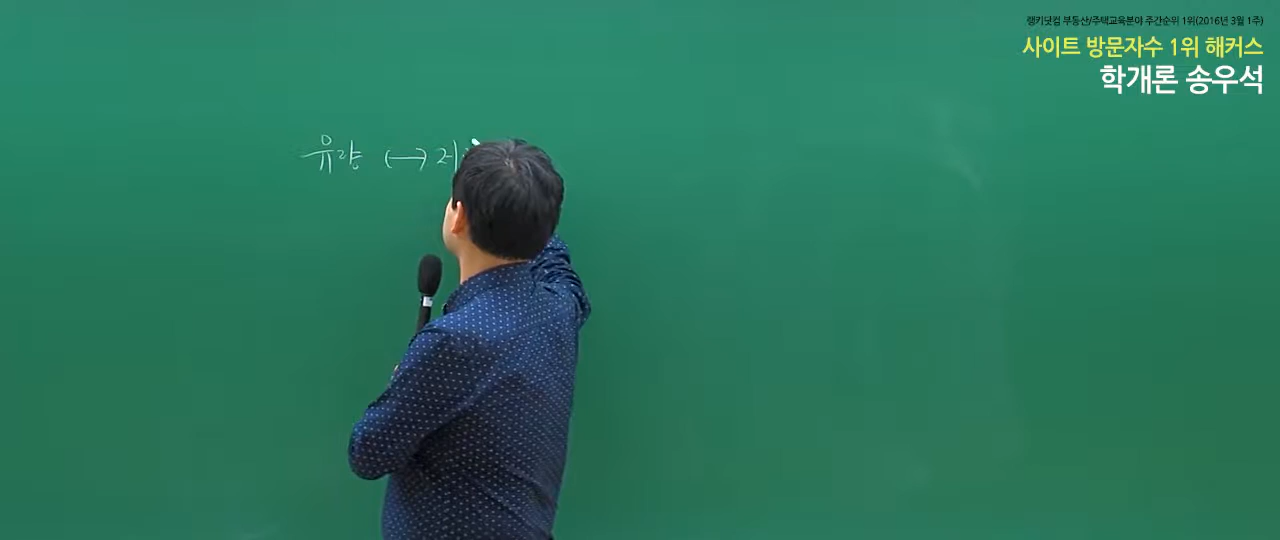 랭키닷컴 부동산/주택교육분야 주간순위 1위(2016년 3월 1주)
사이트 방문자수 1위 해커스
학개론 송우석
유량 ↔ 저